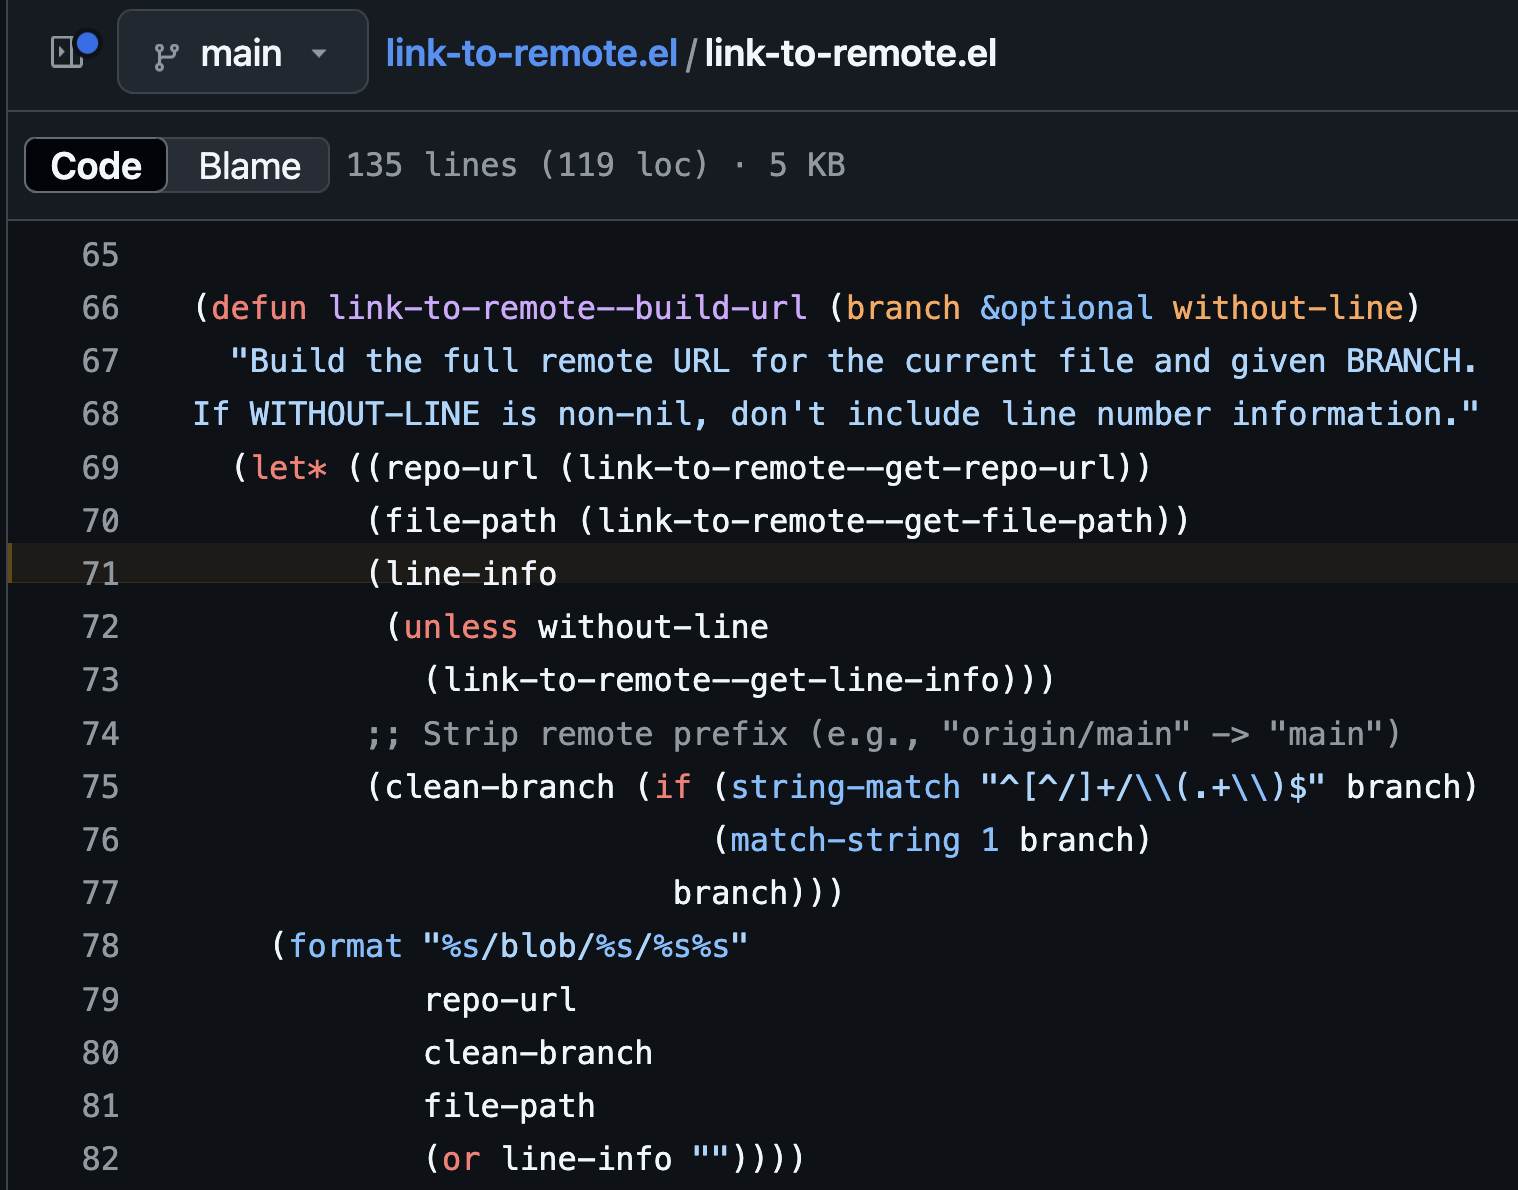 main link-to-remote.el / link-to-remote.el
Code Blame 135 lines (119 loc) · 5 KB
65
66 (defun link-to-remote--build-url (branch &optional without-line)
67   "Build the full remote URL for the current file and given BRANCH.
68 If WITHOUT-LINE is non-nil, don't include line number information."
69   (let* ((repo-url (link-to-remote--get-repo-url))
70          (file-path (link-to-remote--get-file-path))
71          (line-info
72           (unless without-line
73             (link-to-remote--get-line-info)))
74          ;; Strip remote prefix (e.g., "origin/main" -> "main")
75          (clean-branch (if (string-match "^[^/]+/\\(.+\\)$" branch)
76                            (match-string 1 branch)
77                          branch)))
78     (format "%s/blob/%s/%s%s"
79             repo-url
80             clean-branch
81             file-path
82             (or line-info ""))))